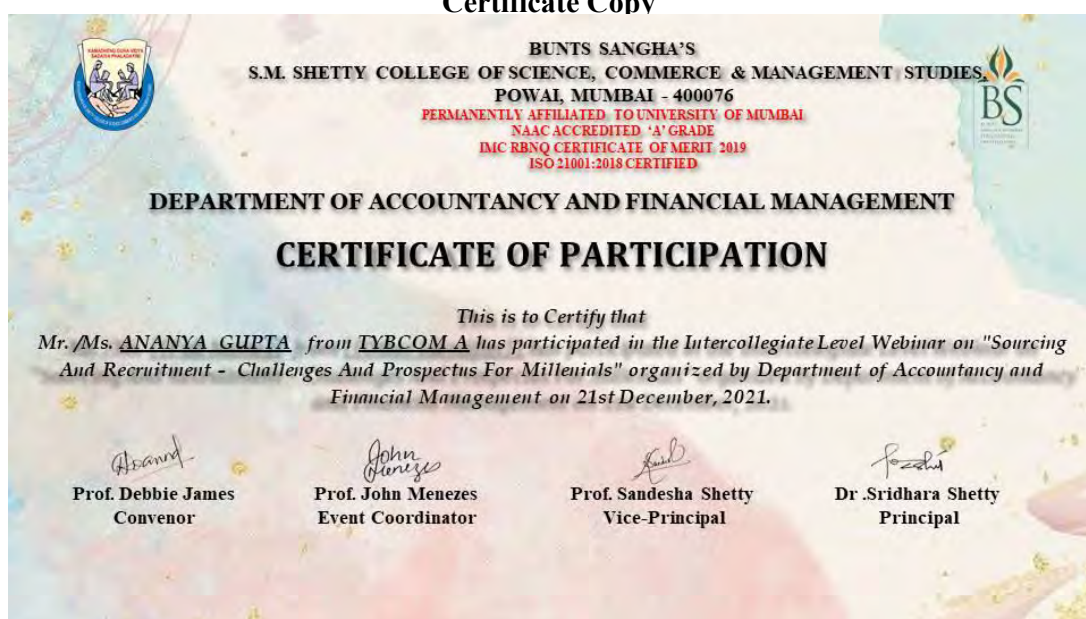 Certificate Copy
BUNTS SANGHA'S
S.M. SHETTY COLLEGE OF SCIENCE, COMMERCE & MANAGEMENT STUDIES,
POWAI, MUMBAI - 400076
PERMANENTLY AFFILIATED TO UNIVERSITY OF MUMBAI
NAAC ACCREDITED 'A' GRADE
IMC RBNQ CERTIFICATE OF MERIT 2019
ISO 21001:2018 CERTIFIED
BS
DEPARTMENT OF ACCOUNTANCY AND FINANCIAL MANAGEMENT
CERTIFICATE OF PARTICIPATION
This is to Certify that
Mr. /Ms. ANANYA GUPTA from TYBCOM A has participated in the Intercollegiate Level Webinar on "Sourcing
And Recruitment - Challenges And Prospectus For Millenials" organized by Department of Accountancy and
Financial Management on 21st December, 2021.
John Menezes
Prof. Debbie James Prof. John Menezes Prof. Sandesha Shetty Dr .Sridhara Shetty
Convenor Event Coordinator Vice-Principal Principal